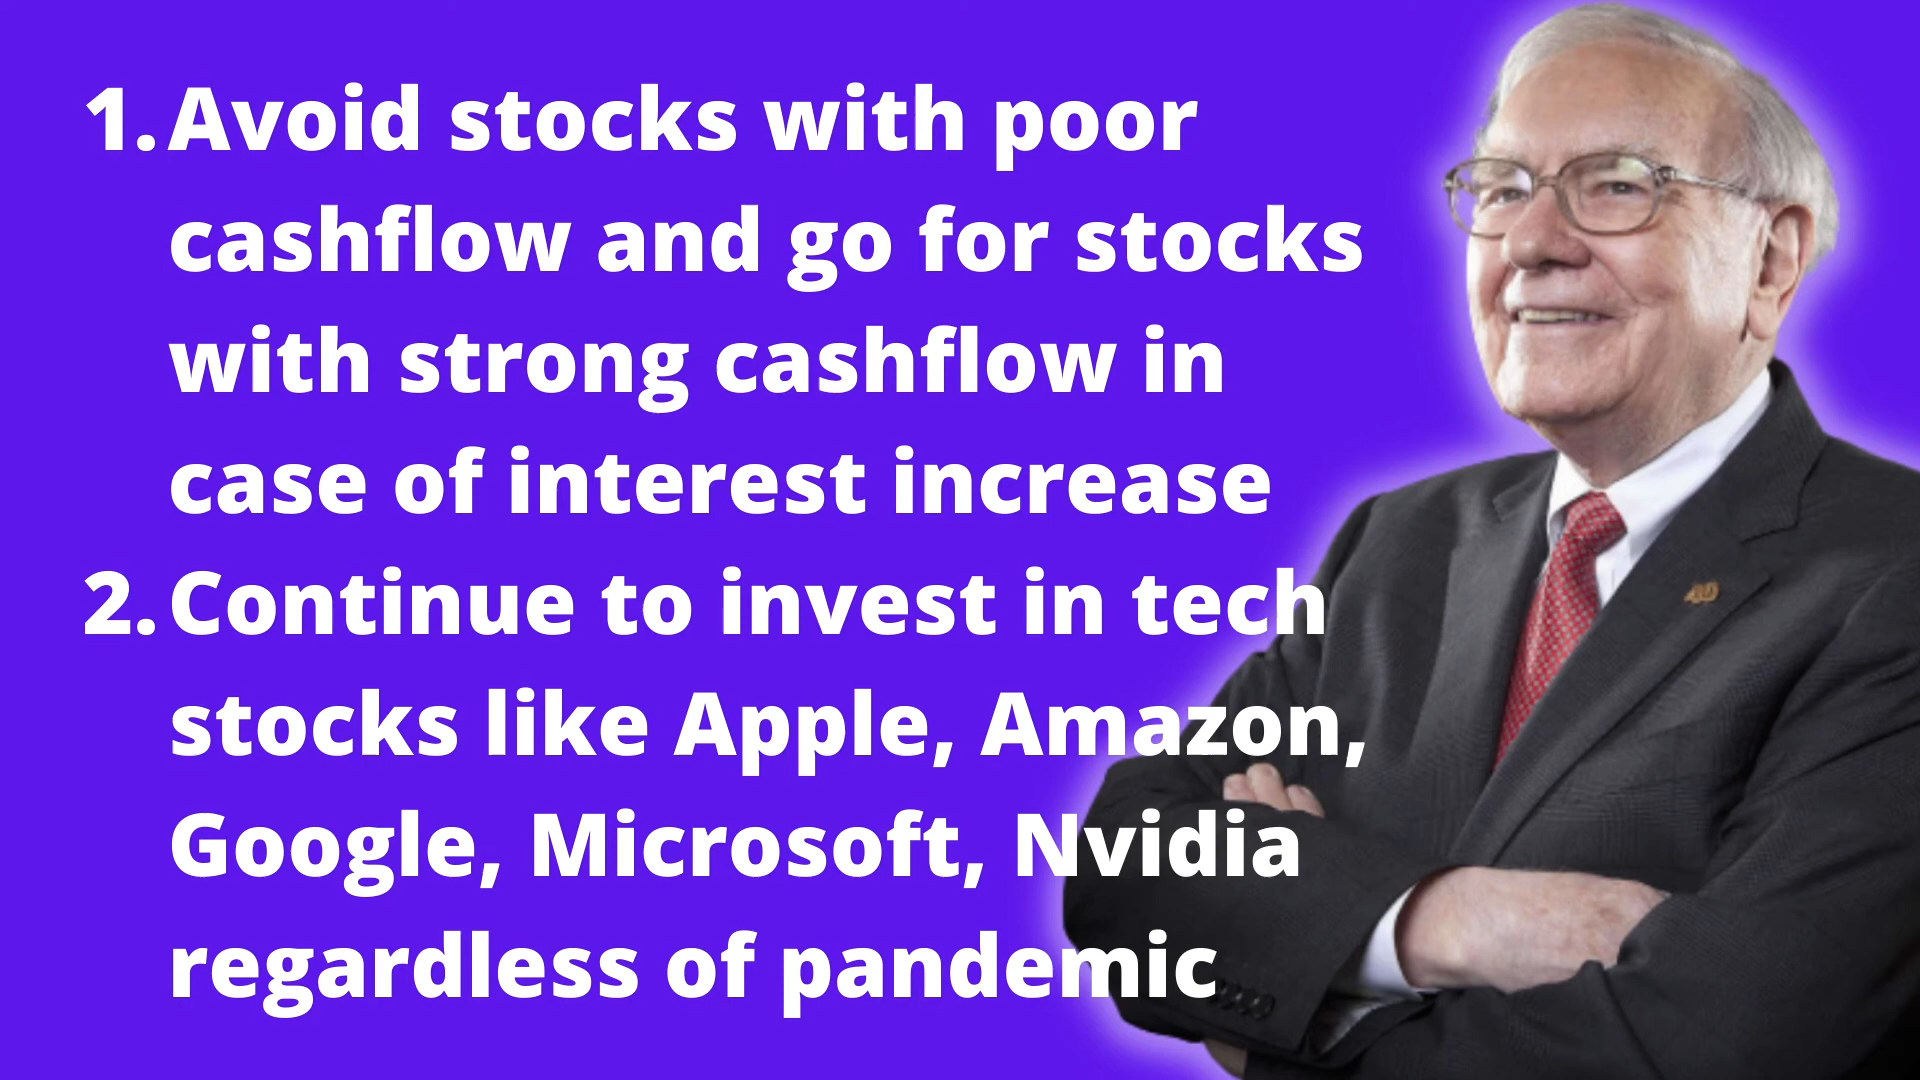 1. Avoid stocks with poor
cashflow and go for stocks
with strong cashflow in
case of interest increase
2. Continue to invest in tech
stocks like Apple, Amazon,
Google, Microsoft, Nvidia
regardless of pandemic